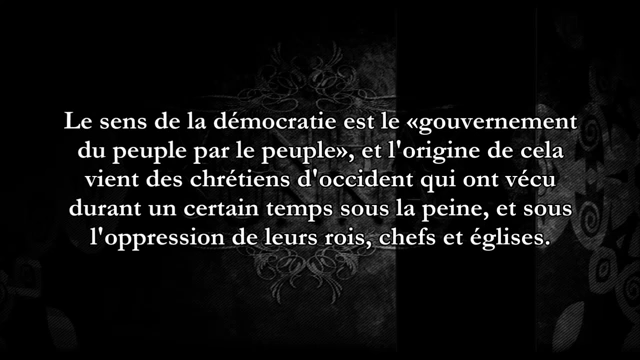 Le sens de la démocratie est le «gouvernement
du peuple par le peuple», et l'origine de cela
vient des chrétiens d'occident qui ont vécu
durant un certain temps sous la peine, et sous
l'oppression de leurs rois, chefs et églises.